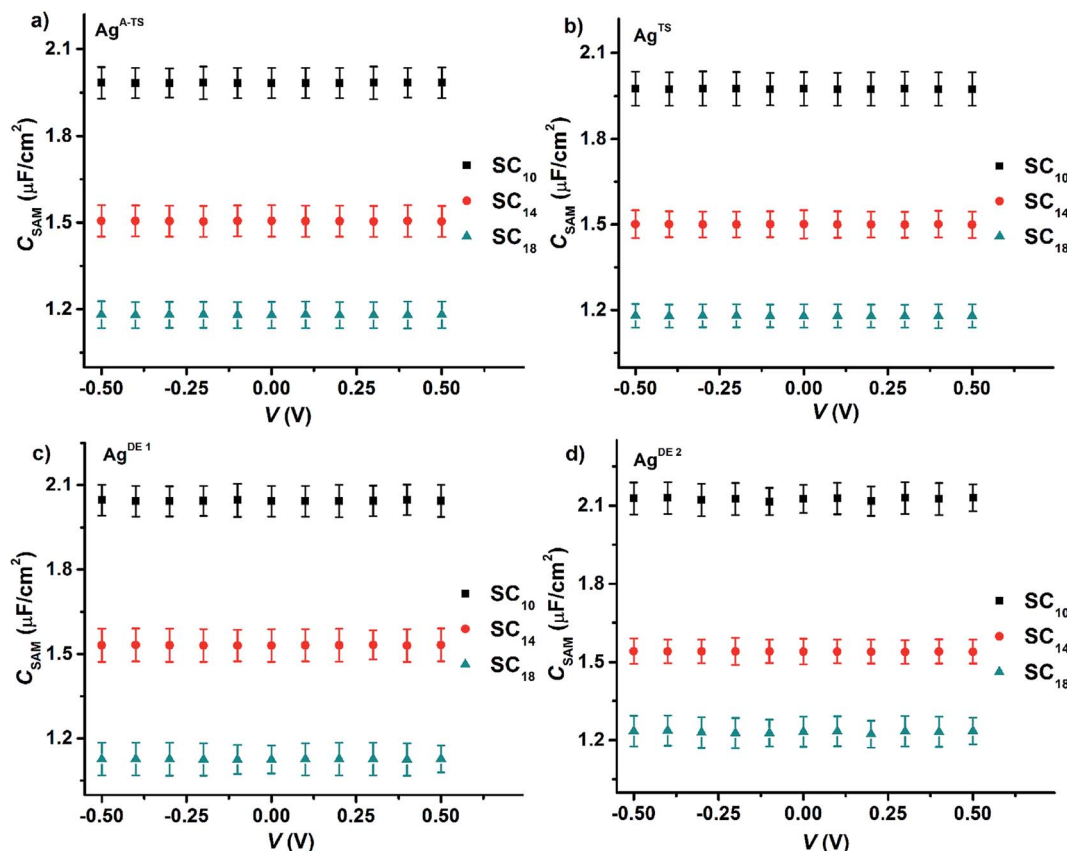 a) Ag^A-TS
2.1
1.8
1.5
1.2
C_SAM (μF/cm²)
SC₁₀
SC₁₄
SC₁₈
-0.50 -0.25 0.00 0.25 0.50
V (V)
b) Ag^TS
2.1
1.8
1.5
1.2
C_SAM (μF/cm²)
SC₁₀
SC₁₄
SC₁₈
-0.50 -0.25 0.00 0.25 0.50
V (V)
c) Ag^DE 1
2.1
1.8
1.5
1.2
C_SAM (μF/cm²)
SC₁₀
SC₁₄
SC₁₈
-0.50 -0.25 0.00 0.25 0.50
V (V)
d) Ag^DE 2
2.1
1.8
1.5
1.2
C_SAM (μF/cm²)
SC₁₀
SC₁₄
SC₁₈
-0.50 -0.25 0.00 0.25 0.50
V (V)